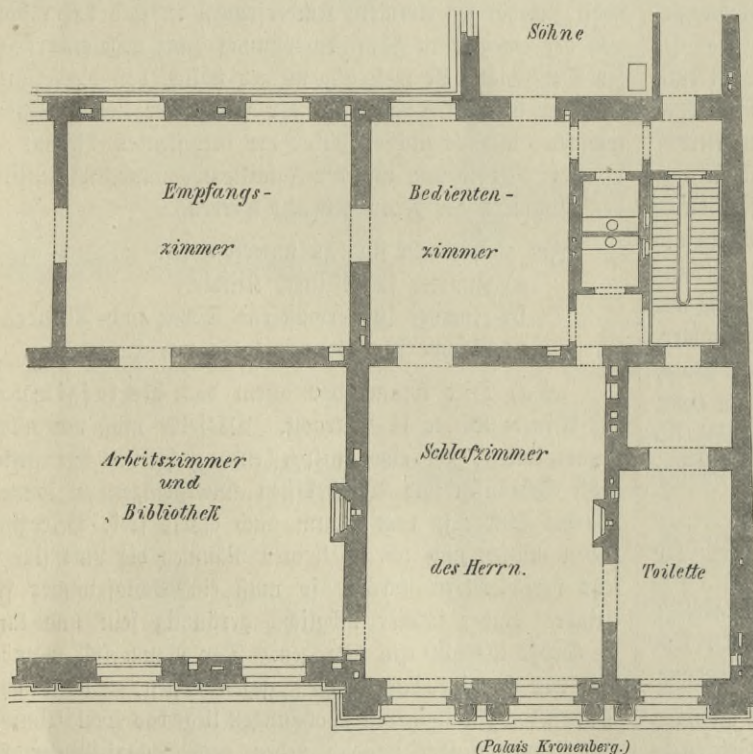 Söhne
Empfangs-
zimmer
Bedienten-
zimmer
Arbeitszimmer
und
Bibliothek
Schlafzimmer
des Herrn.
Toilette
(Palais Kronenberg.)